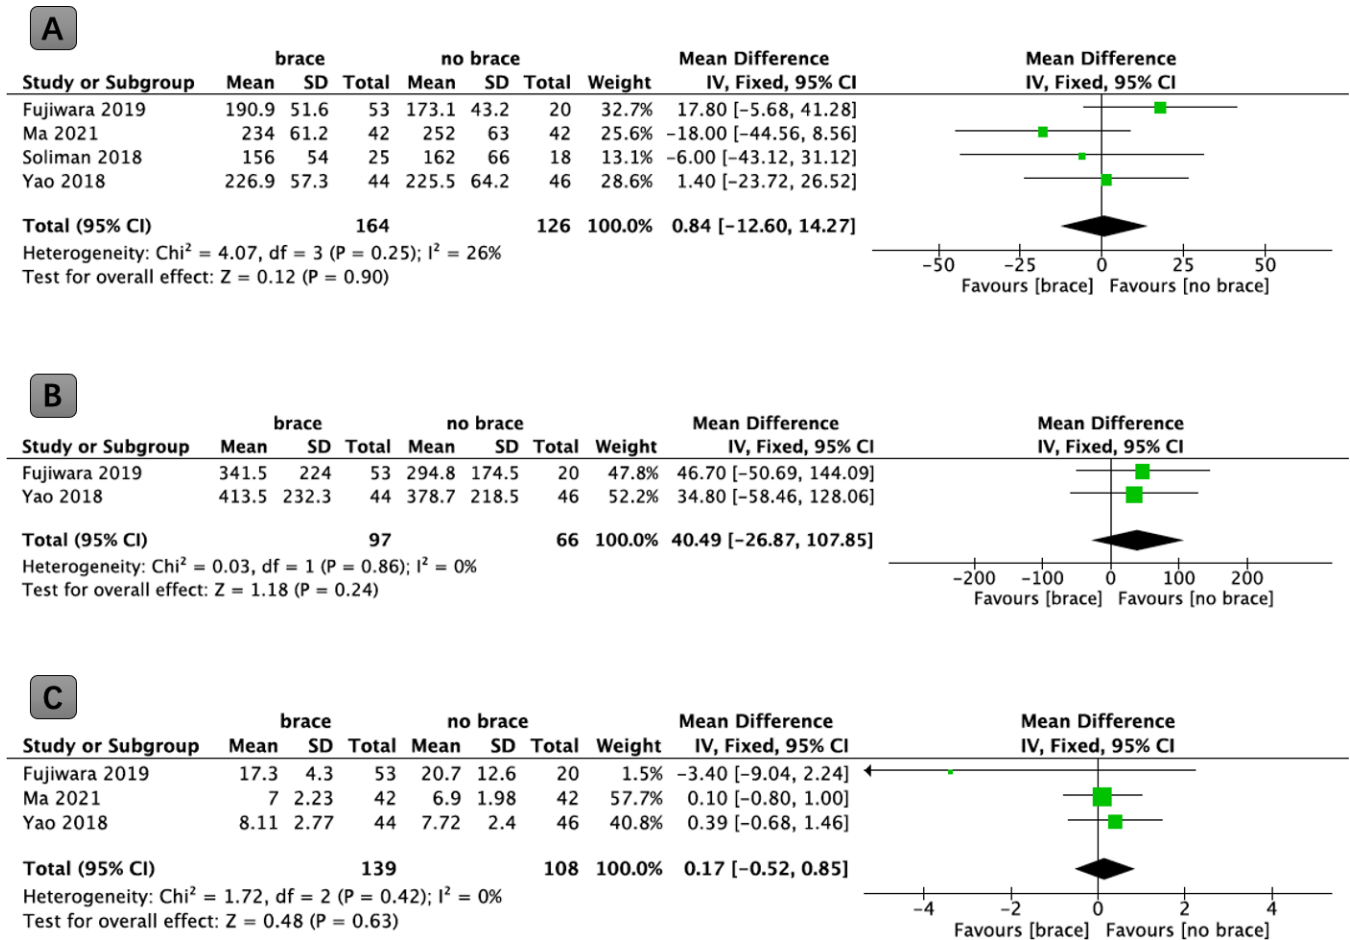 A
brace no brace Mean Difference Mean Difference
Study or Subgroup Mean SD Total Mean SD Total Weight IV, Fixed, 95% CI IV, Fixed, 95% CI
Fujiwara 2019 190.9 51.6 53 173.1 43.2 20 32.7% 17.80 [−5.68, 41.28]
Ma 2021 234 61.2 42 252 63 42 25.6% −18.00 [−44.56, 8.56]
Soliman 2018 156 54 25 162 66 18 13.1% −6.00 [−43.12, 31.12]
Yao 2018 226.9 57.3 44 225.5 64.2 46 28.6% 1.40 [−23.72, 26.52]
Total (95% CI) 164 126 100.0% 0.84 [−12.60, 14.27]
Heterogeneity: Chi² = 4.07, df = 3 (P = 0.25); I² = 26%
Test for overall effect: Z = 0.12 (P = 0.90)
−50 −25 0 25 50
Favours [brace] Favours [no brace]
B
brace no brace Mean Difference Mean Difference
Study or Subgroup Mean SD Total Mean SD Total Weight IV, Fixed, 95% CI IV, Fixed, 95% CI
Fujiwara 2019 341.5 224 53 294.8 174.5 20 47.8% 46.70 [−50.69, 144.09]
Yao 2018 413.5 232.3 44 378.7 218.5 46 52.2% 34.80 [−58.46, 128.06]
Total (95% CI) 97 66 100.0% 40.49 [−26.87, 107.85]
Heterogeneity: Chi² = 0.03, df = 1 (P = 0.86); I² = 0%
Test for overall effect: Z = 1.18 (P = 0.24)
−200 −100 0 100 200
Favours [brace] Favours [no brace]
C
brace no brace Mean Difference Mean Difference
Study or Subgroup Mean SD Total Mean SD Total Weight IV, Fixed, 95% CI IV, Fixed, 95% CI
Fujiwara 2019 17.3 4.3 53 20.7 12.6 20 1.5% −3.40 [−9.04, 2.24]
Ma 2021 7 2.23 42 6.9 1.98 42 57.7% 0.10 [−0.80, 1.00]
Yao 2018 8.11 2.77 44 7.72 2.4 46 40.8% 0.39 [−0.68, 1.46]
Total (95% CI) 139 108 100.0% 0.17 [−0.52, 0.85]
Heterogeneity: Chi² = 1.72, df = 2 (P = 0.42); I² = 0%
Test for overall effect: Z = 0.48 (P = 0.63)
−4 −2 0 2 4
Favours [brace] Favours [no brace]